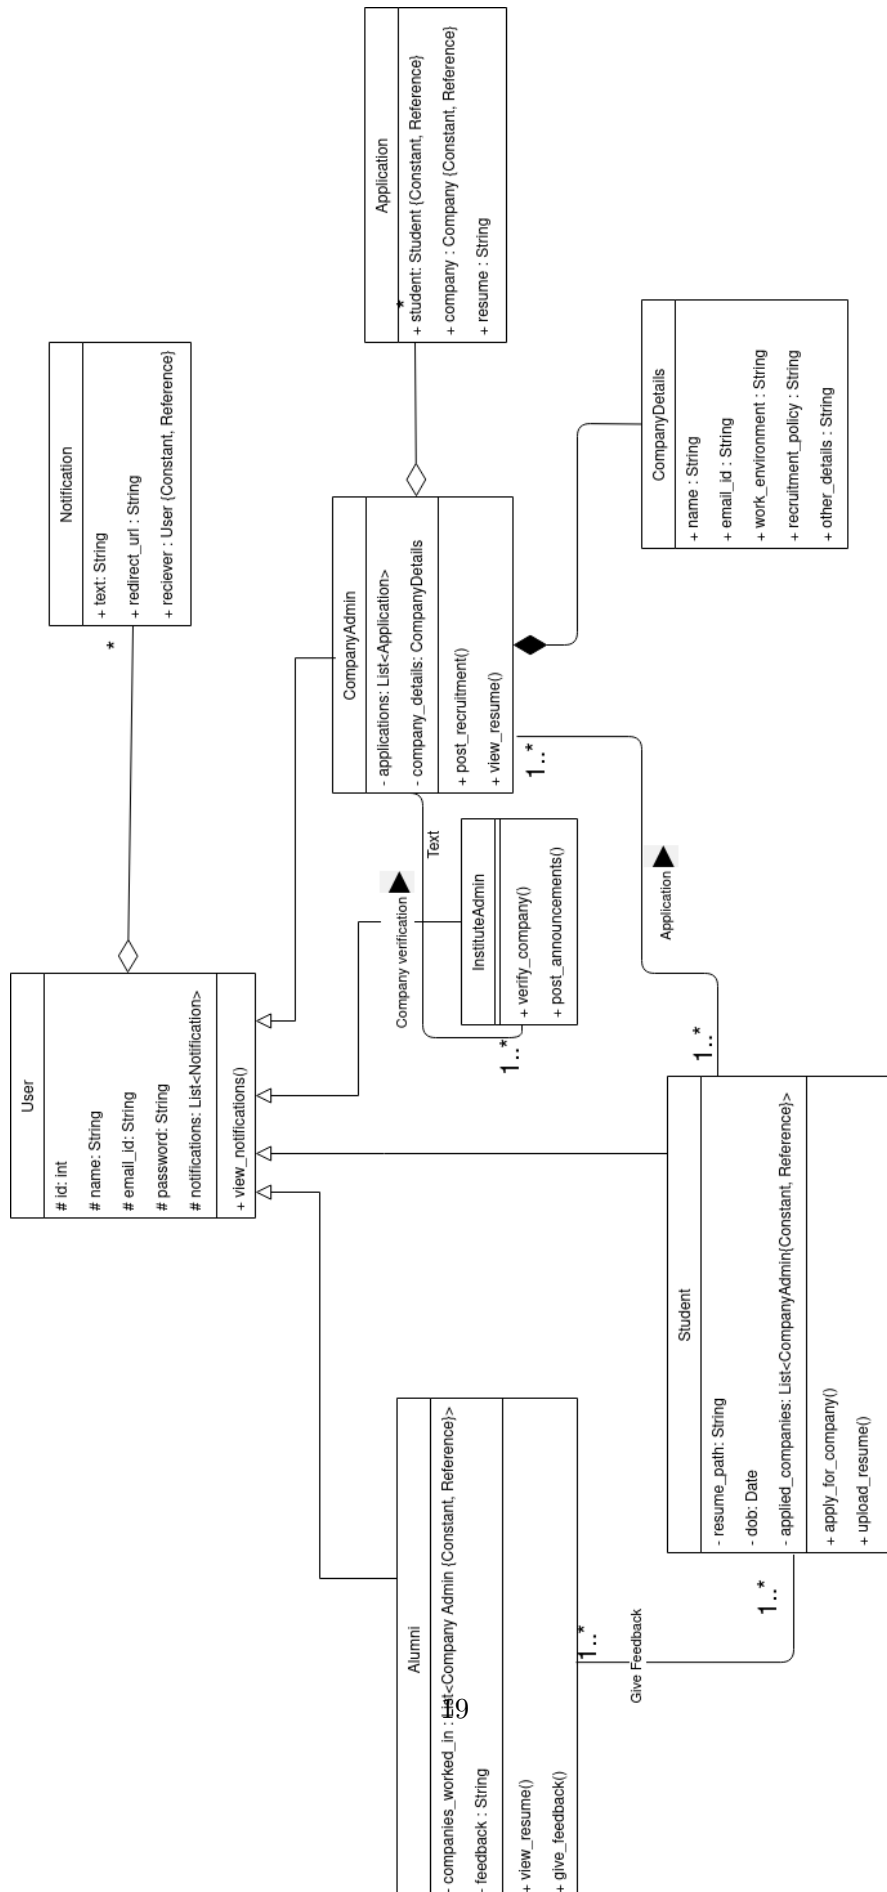 User
# id: int
# name: String
# email_id: String
# password: String
# notifications: List<Notification>
+ view_notifications()
*
Notification
+ text: String
+ redirect_url : String
+ reciever : User {Constant, Reference}
Alumni
- companies_worked_in : List<Company Admin {Constant, Reference}>
- feedback : String
+ view_resume()
+ give_feedback()
1..*
Give Feedback
1..*
Student
- resume_path: String
- dob: Date
- applied_companies: List<CompanyAdmin{Constant, Reference}>
+ apply_for_company()
+ upload_resume()
1..*
Application
1..*
InstituteAdmin
+ verify_company()
+ post_announcements()
1..*
Company verification
Text
CompanyAdmin
- applications: List<Application>
- company_details: CompanyDetails
+ post_recruitment()
+ view_resume()
Application
*
+ student: Student {Constant, Reference}
+ company : Company {Constant, Reference}
+ resume : String
CompanyDetails
+ name : String
+ email_id : String
+ work_environment : String
+ recruitment_policy : String
+ other_details : String
19